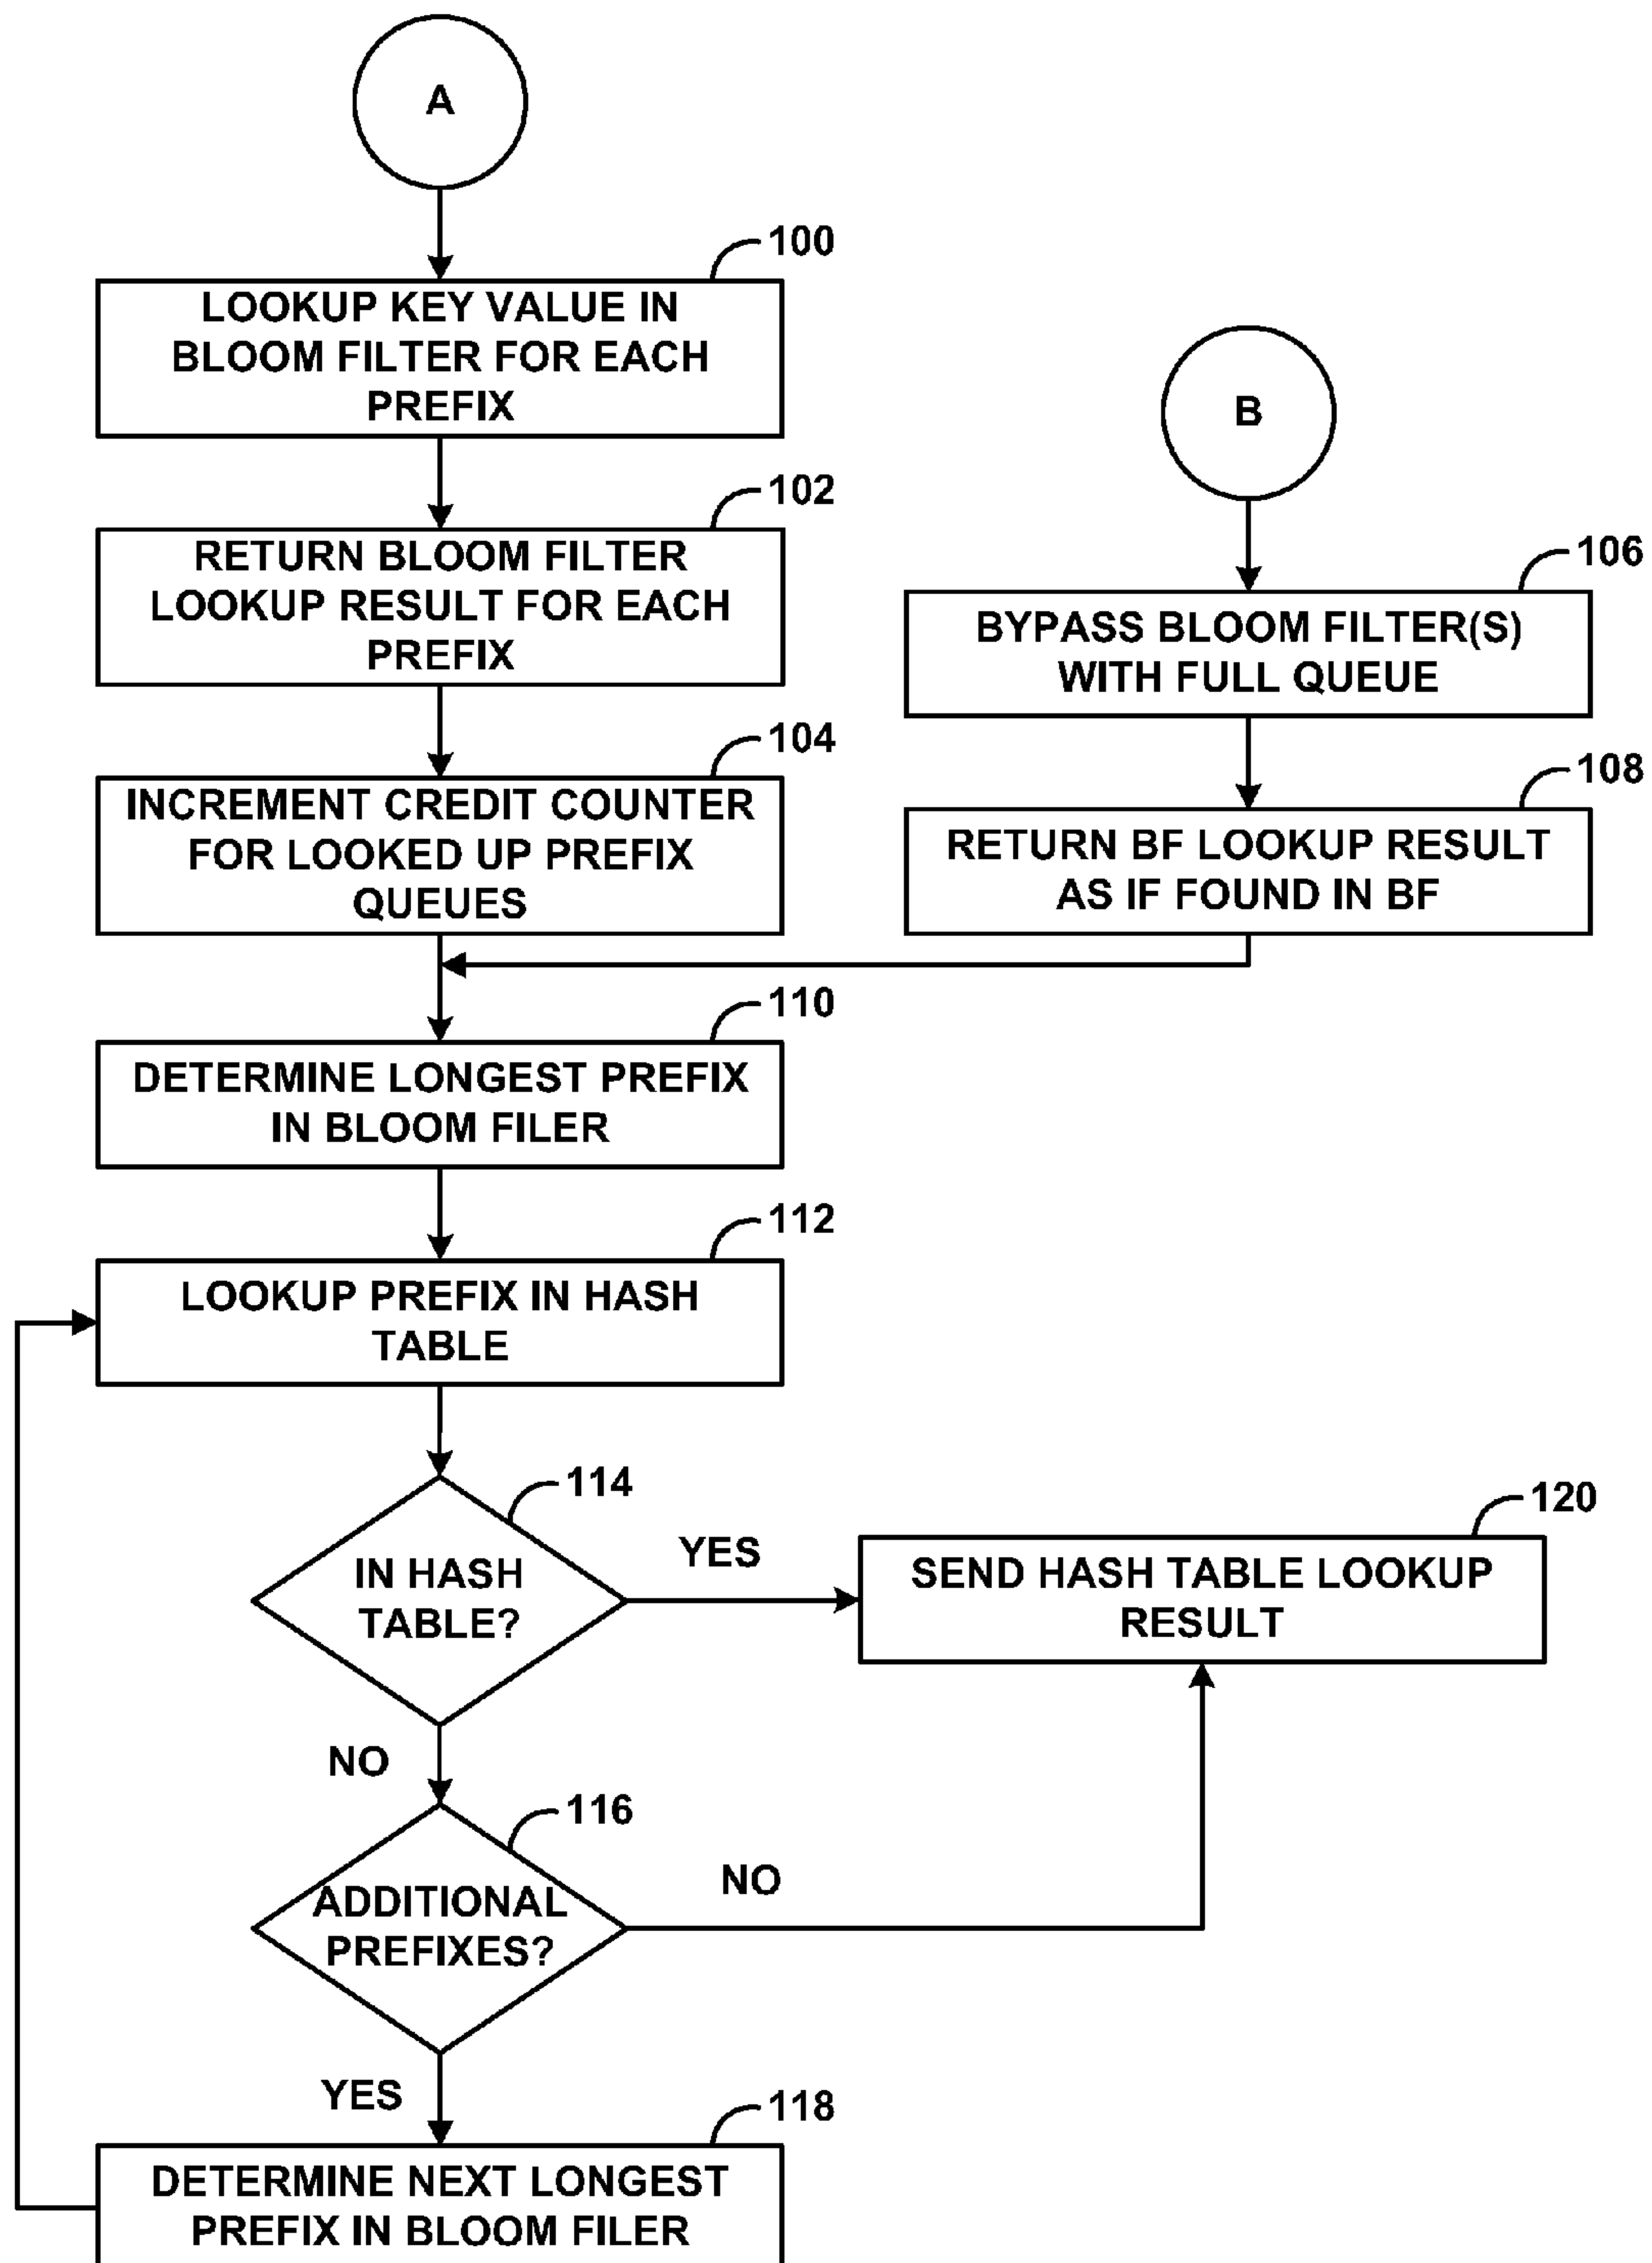 A
100
LOOKUP KEY VALUE IN
BLOOM FILTER FOR EACH
PREFIX
102
RETURN BLOOM FILTER
LOOKUP RESULT FOR EACH
PREFIX
104
INCREMENT CREDIT COUNTER
FOR LOOKED UP PREFIX
QUEUES
B
106
BYPASS BLOOM FILTER(S)
WITH FULL QUEUE
108
RETURN BF LOOKUP RESULT
AS IF FOUND IN BF
110
DETERMINE LONGEST PREFIX
IN BLOOM FILER
112
LOOKUP PREFIX IN HASH
TABLE
114
IN HASH
TABLE?
YES
120
SEND HASH TABLE LOOKUP
RESULT
NO
116
ADDITIONAL
PREFIXES?
NO
YES
118
DETERMINE NEXT LONGEST
PREFIX IN BLOOM FILER